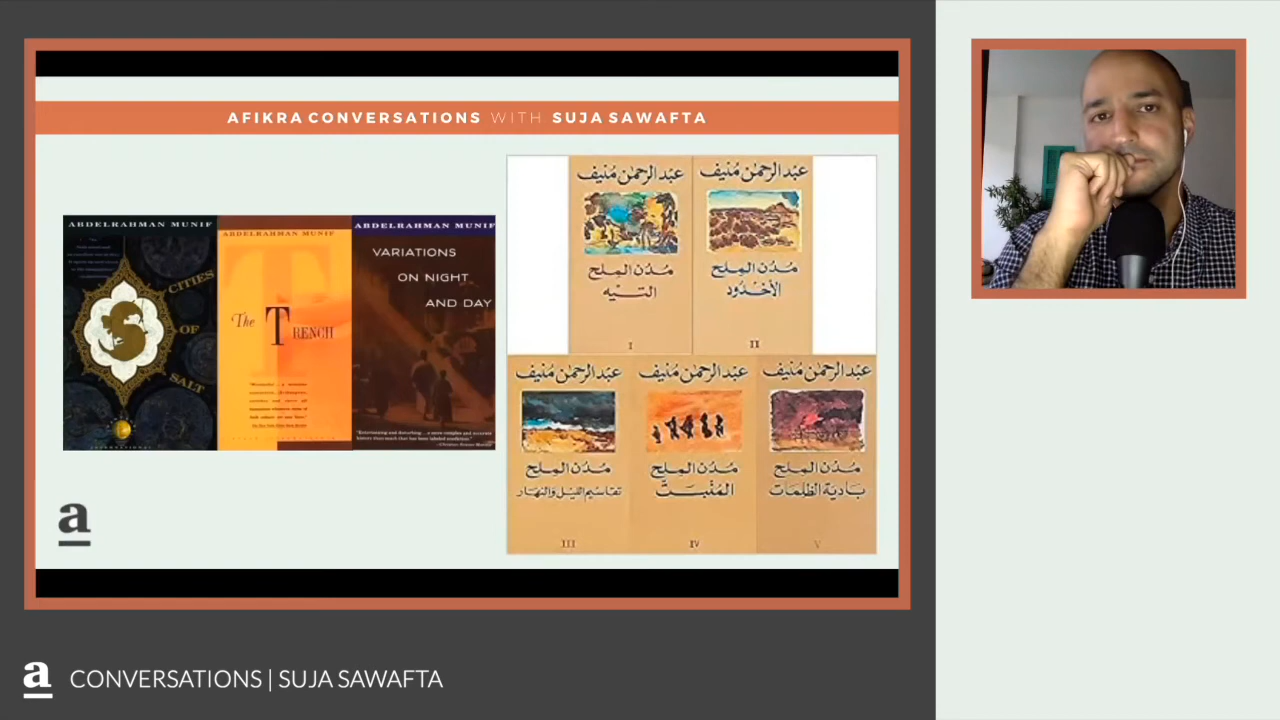 AFIKRA CONVERSATIONS WITH SUJA SAWAFTA
ABDELRAHMAN MUNIF
CITIES
OF
SALT
ABDELRAHMAN MUNIF
The TRENCH
ABDELRAHMAN MUNIF
VARIATIONS
ON NIGHT
AND DAY
عبد الرحمن منيف
مدن الملح
التيه
I
عبد الرحمن منيف
مدن الملح
الأخدود
II
عبد الرحمن منيف
مدن الملح
تقاسيم الليل والنهار
III
عبد الرحمن منيف
مدن الملح
المنبت
IV
عبد الرحمن منيف
مدن الملح
بادية الظلمات
V
a
a CONVERSATIONS | SUJA SAWAFTA